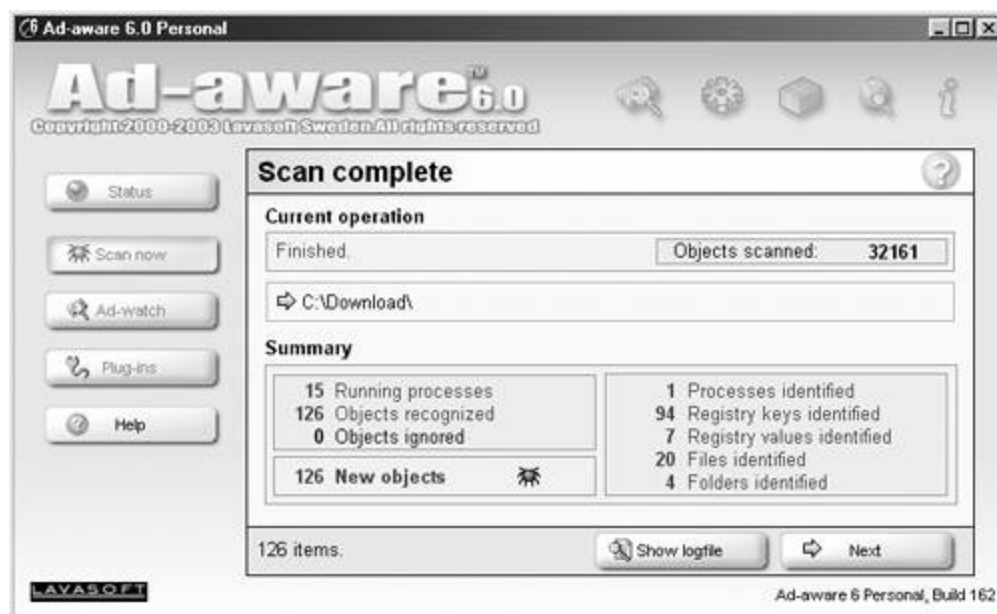 Ad-aware 6.0 Personal
Ad-aware 6.0
TM
Copyright 2000-2003 Lavasoft Sweden. All rights reserved
Status
Scan now
Ad-watch
Plug-ins
Help
Scan complete
Current operation
Finished.
Objects scanned: 32161
C:\Download\
Summary
15 Running processes
126 Objects recognized
0 Objects ignored
126 New objects
1 Processes identified
94 Registry keys identified
7 Registry values identified
20 Files identified
4 Folders identified
126 items.
Show logfile
Next
LAVASOFT
Ad-aware 6 Personal, Build 162